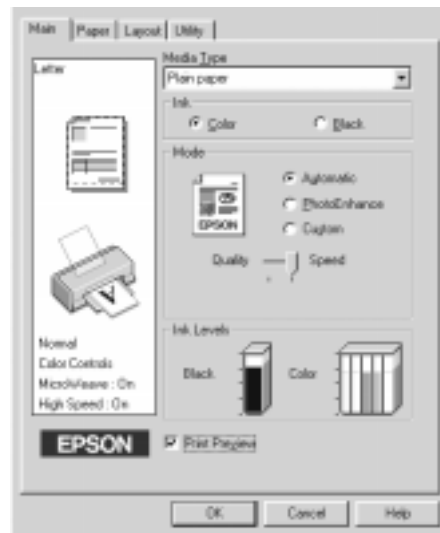 Main Paper Layout Utility
Letter
Media Type
Plain paper
Ink
Color Black
Mode
EPSON
Automatic
PhotoEnhance
Custom
Quality Speed
Ink Levels
Black Color
Normal
Color Controls
MicroWeave : On
High Speed : On
EPSON
Print Preview
OK Cancel Help